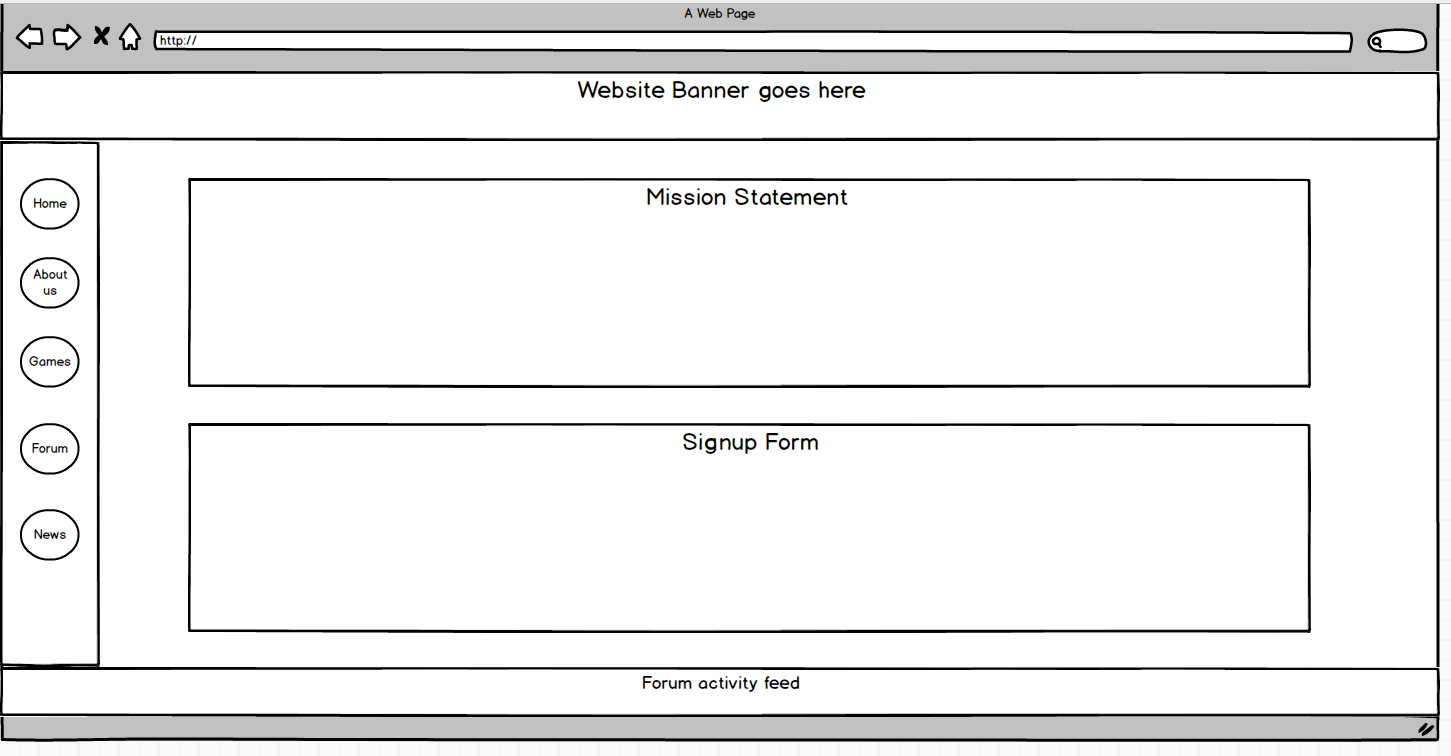 A Web Page
http://
Website Banner goes here
Home
About
us
Games
Forum
News
Mission Statement
Signup Form
Forum activity feed